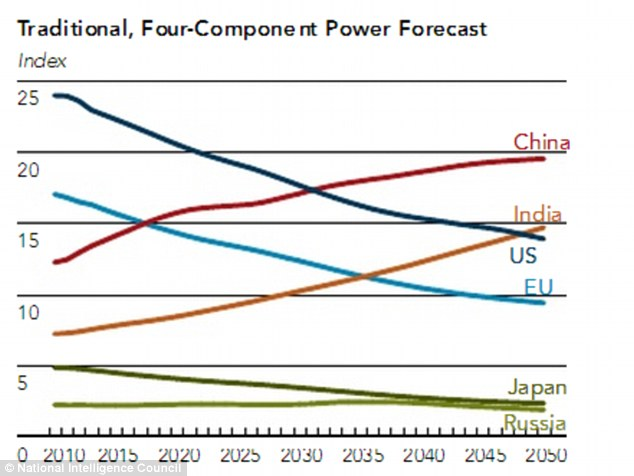 Traditional, Four-Component Power Forecast
Index
25
China
20
India
15
US
EU
10
5
Japan
Russia
0 2010 2015 2020 2025 2030 2035 2040 2045 2050
© National Intelligence Council